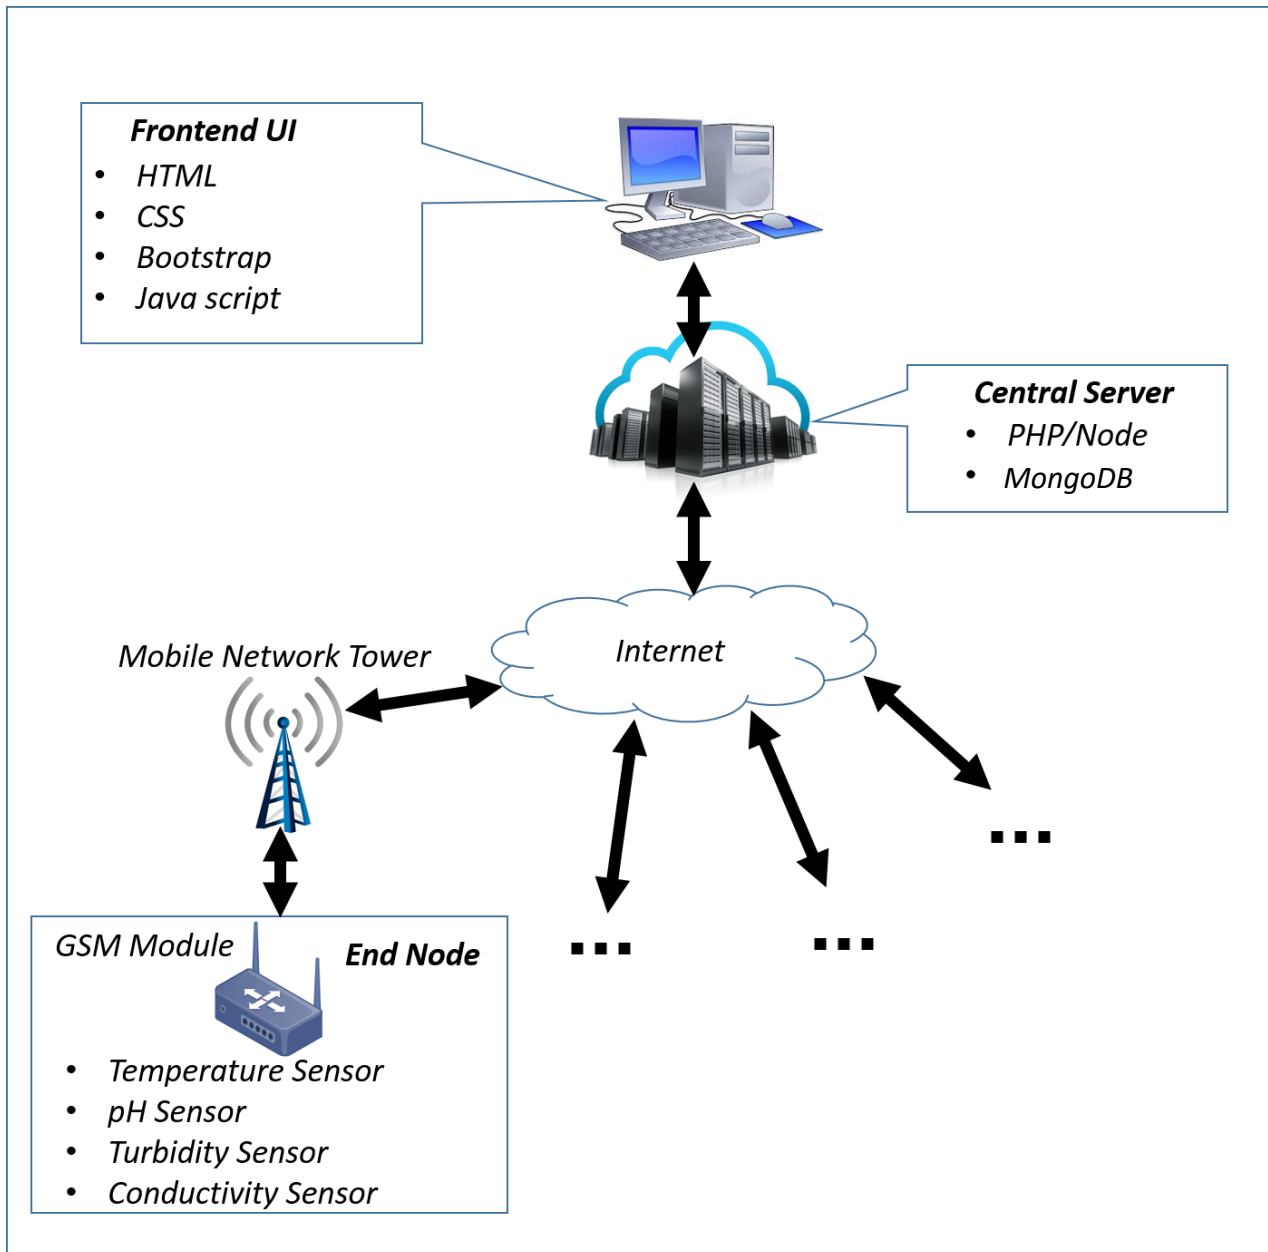 Frontend UI
• HTML
• CSS
• Bootstrap
• Java script
Central Server
• PHP/Node
• MongoDB
Internet
Mobile Network Tower
...
...
...
GSM Module
End Node
• Temperature Sensor
• pH Sensor
• Turbidity Sensor
• Conductivity Sensor